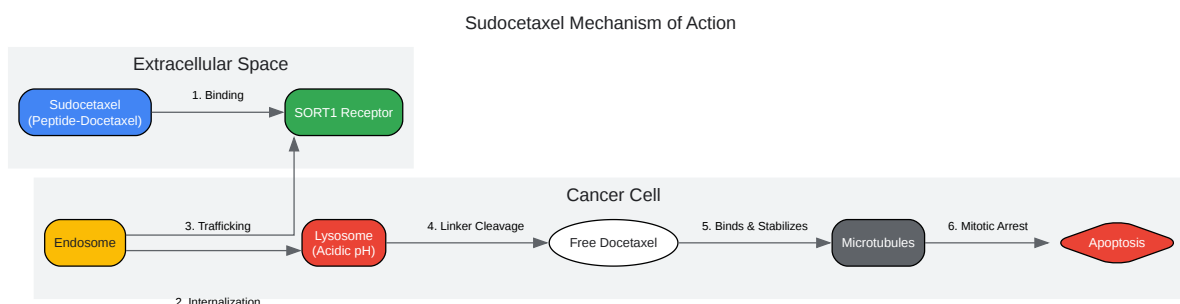 Sudocetaxel Mechanism of Action
Extracellular Space
Sudocetaxel
(Peptide-Docetaxel)
1. Binding
SORT1 Receptor
Cancer Cell
Endosome
3. Trafficking
Lysosome
(Acidic pH)
4. Linker Cleavage
Free Docetaxel
5. Binds & Stabilizes
Microtubules
6. Mitotic Arrest
Apoptosis
2. Internalization